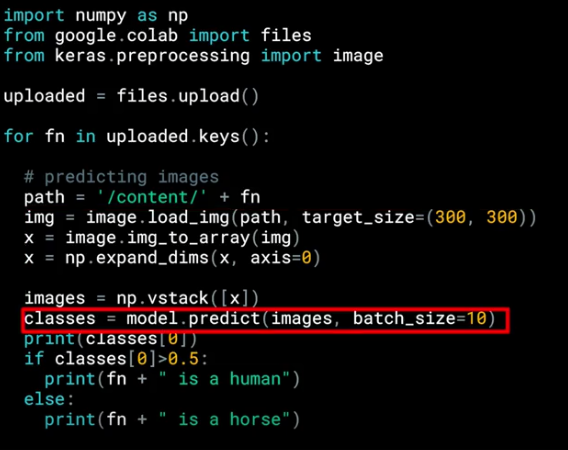 import numpy as np
from google.colab import files
from keras.preprocessing import image
uploaded = files.upload()
for fn in uploaded.keys():
# predicting images
path = '/content/' + fn
img = image.load_img(path, target_size=(300, 300))
x = image.img_to_array(img)
x = np.expand_dims(x, axis=0)
images = np.vstack([x])
classes = model.predict(images, batch_size=10)
print(classes[0])
if classes[0]>0.5:
print(fn + " is a human")
else:
print(fn + " is a horse")